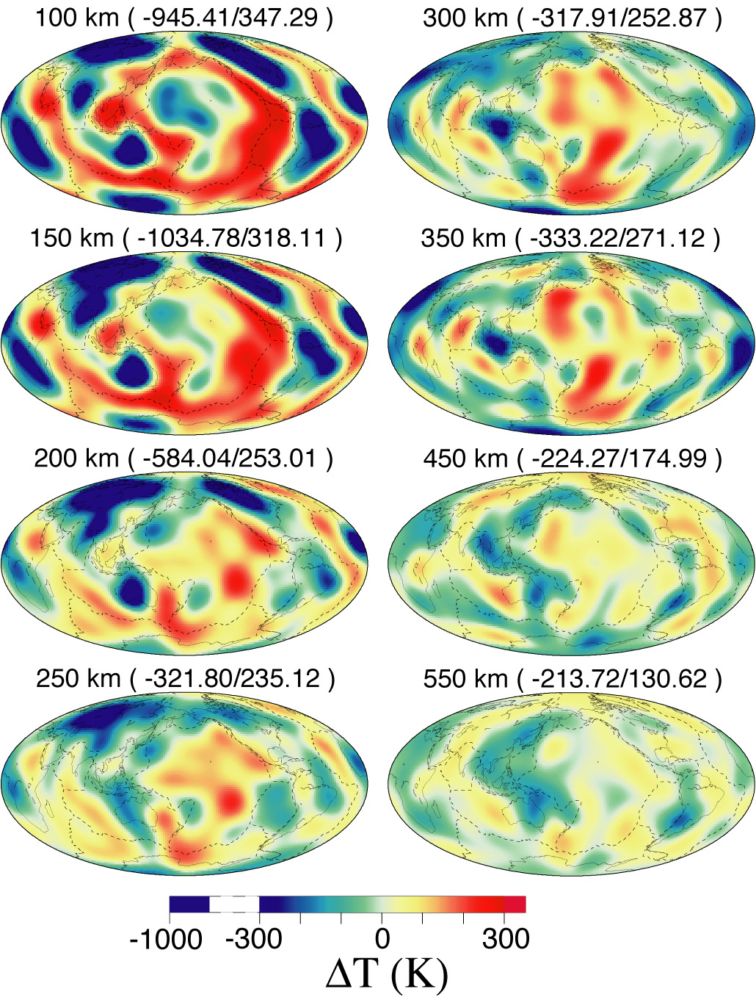 100 km ( -945.41/347.29 )
300 km ( -317.91/252.87 )
150 km ( -1034.78/318.11 )
350 km ( -333.22/271.12 )
200 km ( -584.04/253.01 )
450 km ( -224.27/174.99 )
250 km ( -321.80/235.12 )
550 km ( -213.72/130.62 )
-1000 -300 0 300
ΔT (K)